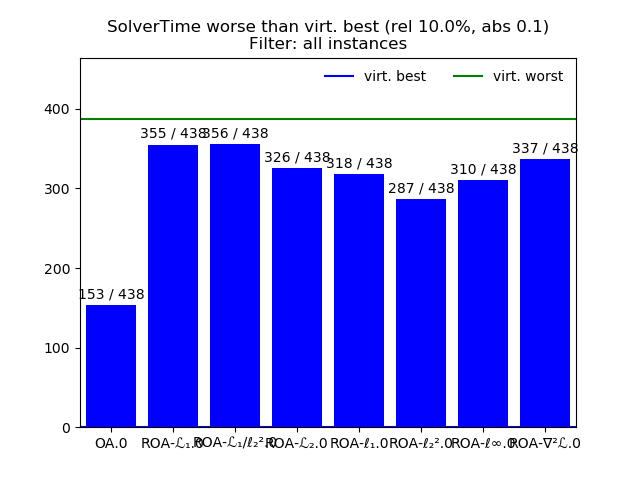 SolverTime worse than virt. best (rel 10.0%, abs 0.1)
Filter: all instances
virt. best
virt. worst
400
300
200
100
0
153 / 438
355 / 438
356 / 438
326 / 438
318 / 438
287 / 438
310 / 438
337 / 438
OA.0
ROA-ℒ₁.0
ROA-ℒ₁/ℓ₂².0
ROA-ℒ₂.0
ROA-ℓ₁.0
ROA-ℓ₂².0
ROA-ℓ∞.0
ROA-∇²ℒ.0